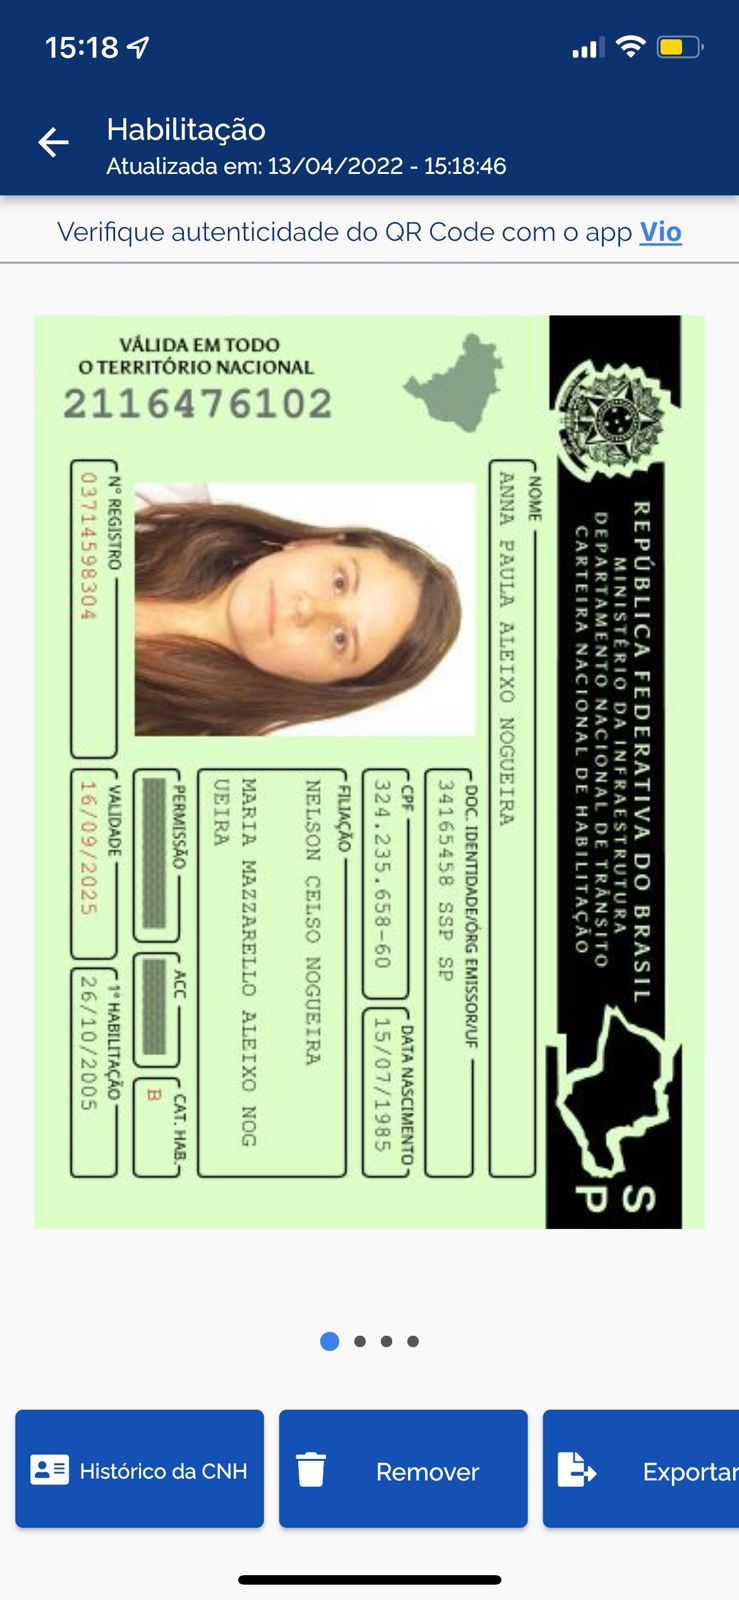 15:18
Habilitação
Atualizada em: 13/04/2022 - 15:18:46
Verifique autenticidade do QR Code com o app Vio
VÁLIDA EM TODO
O TERRITÓRIO NACIONAL
2116476102
REPÚBLICA FEDERATIVA DO BRASIL
MINISTÉRIO DA INFRAESTRUTURA
DEPARTAMENTO NACIONAL DE TRÂNSITO
CARTEIRA NACIONAL DE HABILITAÇÃO
SP
NOME
ANNA PAULA ALEIXO NOGUEIRA
DOC. IDENTIDADE/ÓRG EMISSOR/UF
34165458 SSP SP
CPF
324.235.658-60
DATA NASCIMENTO
15/07/1985
FILIAÇÃO
NELSON CELSO NOGUEIRA
MARIA MAZZARELLO ALEIXO NOG
UEIRA
PERMISSÃO
ACC
CAT. HAB.
B
Nº REGISTRO
03714598304
VALIDADE
16/09/2025
1ª HABILITAÇÃO
26/10/2005
Histórico da CNH
Remover
Exportar